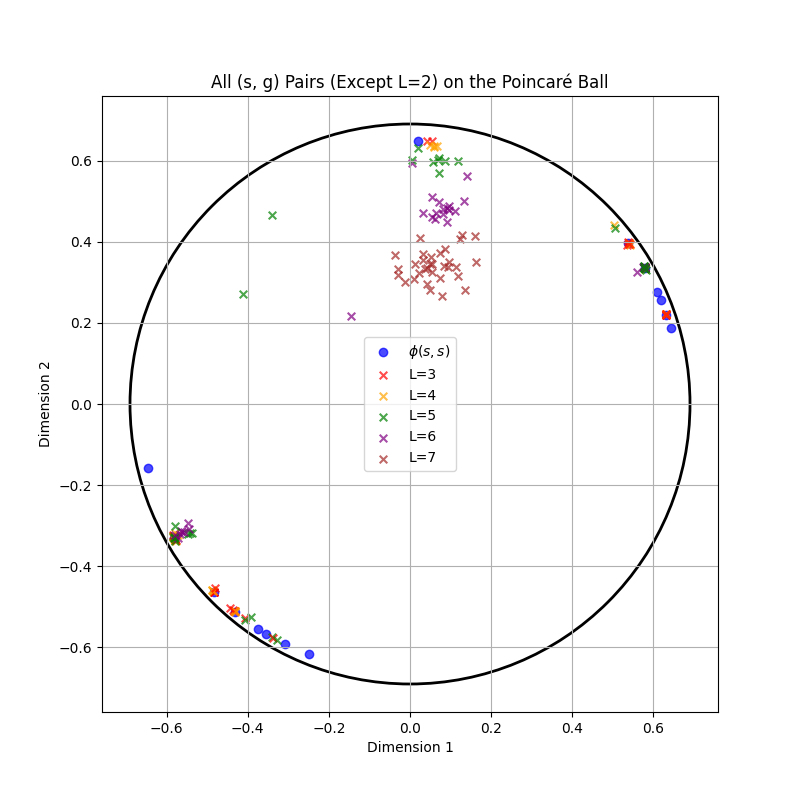 All (s, g) Pairs (Except L=2) on the Poincaré Ball
Dimension 2
0.6
0.4
0.2
0.0
−0.2
−0.4
−0.6
ϕ(s, s)
L=3
L=4
L=5
L=6
L=7
−0.6 −0.4 −0.2 0.0 0.2 0.4 0.6
Dimension 1